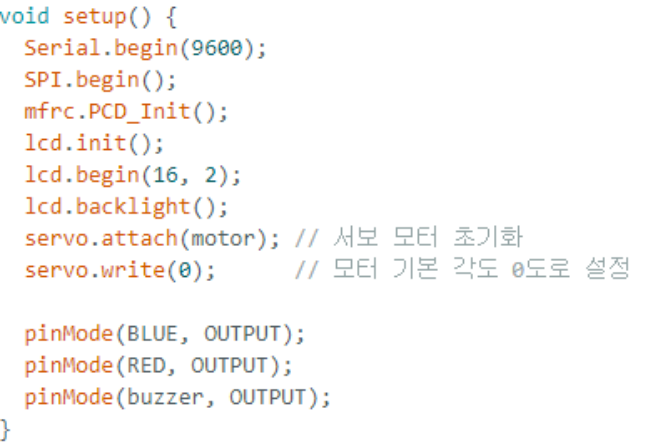 void setup() {
  Serial.begin(9600);
  SPI.begin();
  mfrc.PCD_Init();
  lcd.init();
  lcd.begin(16, 2);
  lcd.backlight();
  servo.attach(motor); // 서보 모터 초기화
  servo.write(0);      // 모터 기본 각도 0도로 설정

  pinMode(BLUE, OUTPUT);
  pinMode(RED, OUTPUT);
  pinMode(buzzer, OUTPUT);
}